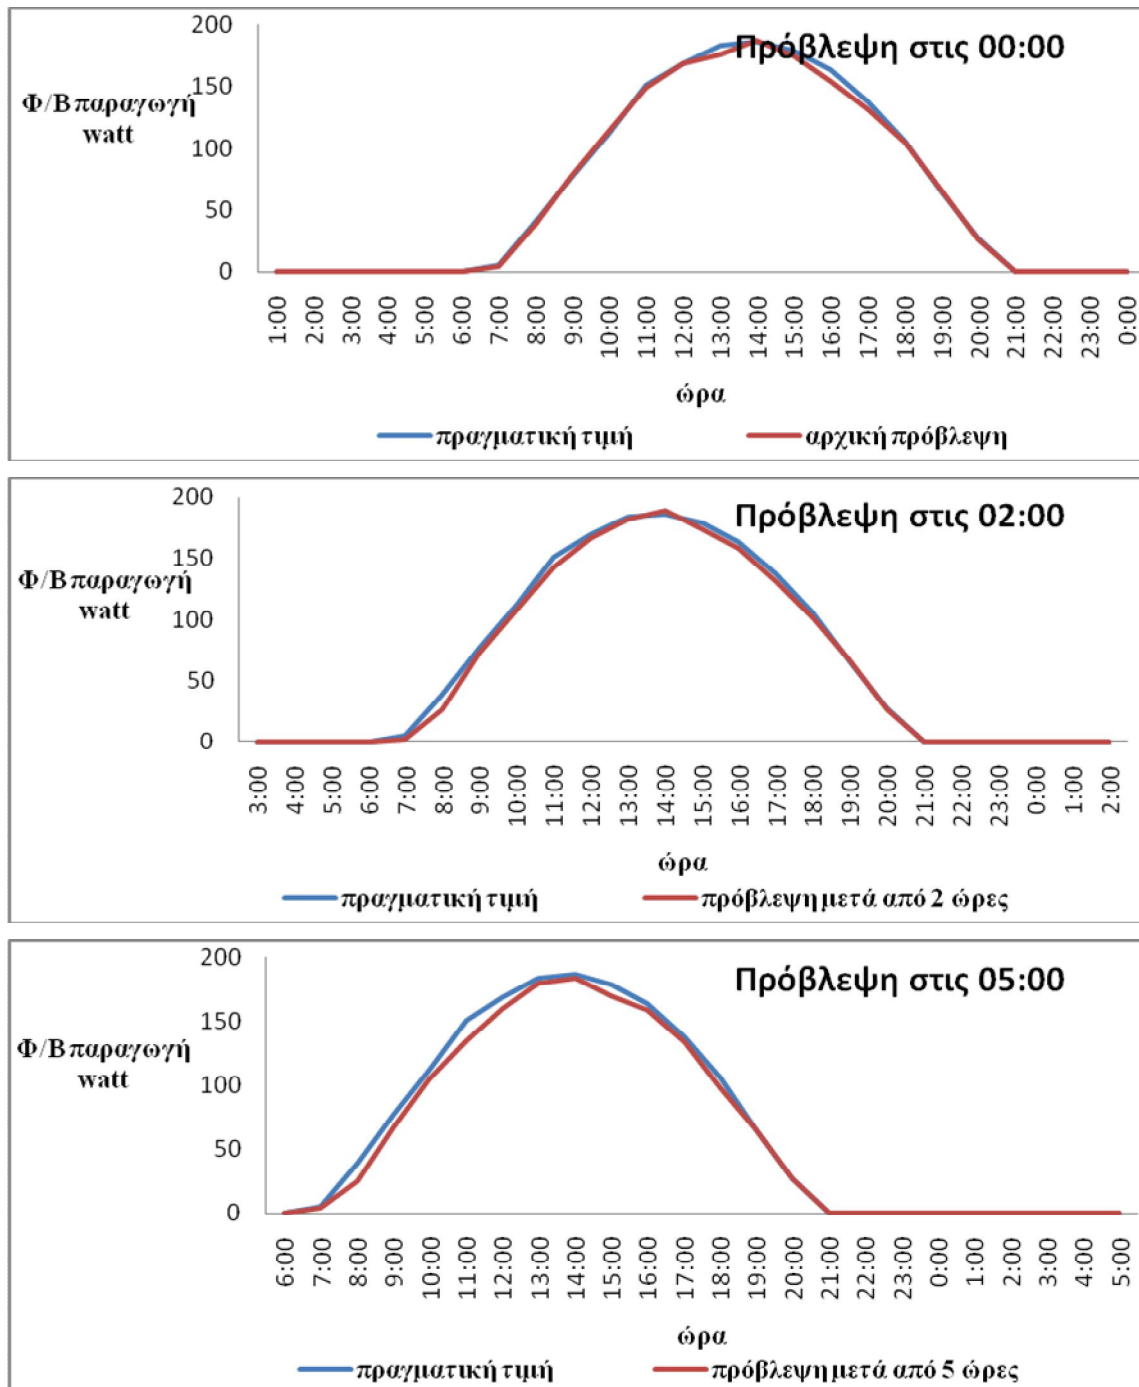 200
Πρόβλεψη στις 00:00
150
Φ/Β παραγωγή
watt
100
50
0
1:00 2:00 3:00 4:00 5:00 6:00 7:00 8:00 9:00 10:00 11:00 12:00 13:00 14:00 15:00 16:00 17:00 18:00 19:00 20:00 21:00 22:00 23:00 0:00
ώρα
πραγματική τιμή αρχική πρόβλεψη
200
Πρόβλεψη στις 02:00
150
Φ/Β παραγωγή
watt
100
50
0
3:00 4:00 5:00 6:00 7:00 8:00 9:00 10:00 11:00 12:00 13:00 14:00 15:00 16:00 17:00 18:00 19:00 20:00 21:00 22:00 23:00 0:00 1:00 2:00
ώρα
πραγματική τιμή πρόβλεψη μετά από 2 ώρες
200
Πρόβλεψη στις 05:00
150
Φ/Β παραγωγή
watt
100
50
0
6:00 7:00 8:00 9:00 10:00 11:00 12:00 13:00 14:00 15:00 16:00 17:00 18:00 19:00 20:00 21:00 22:00 23:00 0:00 1:00 2:00 3:00 4:00 5:00
ώρα
πραγματική τιμή πρόβλεψη μετά από 5 ώρες